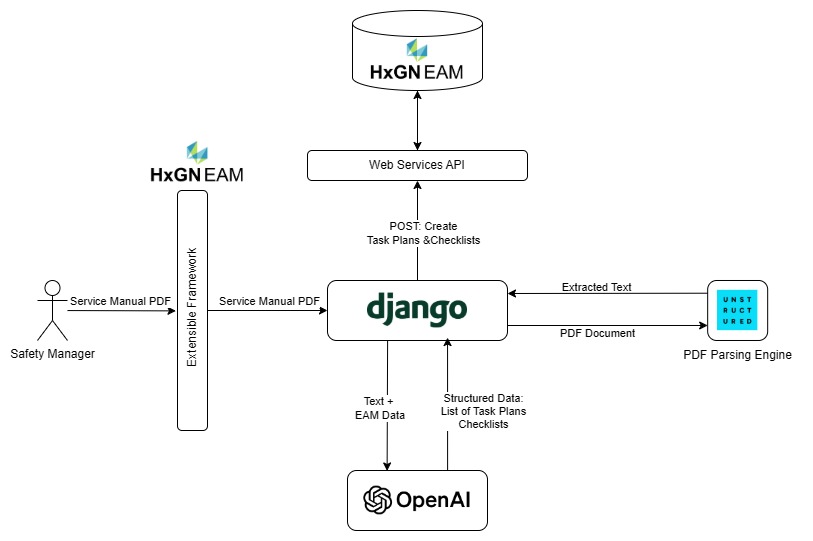 HxGN EAM
Web Services API
HxGN EAM
POST: Create
Task Plans &Checklists
Extensible Framework
Service Manual PDF
Service Manual PDF
django
Extracted Text
PDF Document
UNST
RUCT
URED
PDF Parsing Engine
Safety Manager
Text +
EAM Data
Structured Data:
List of Task Plans
Checklists
OpenAI